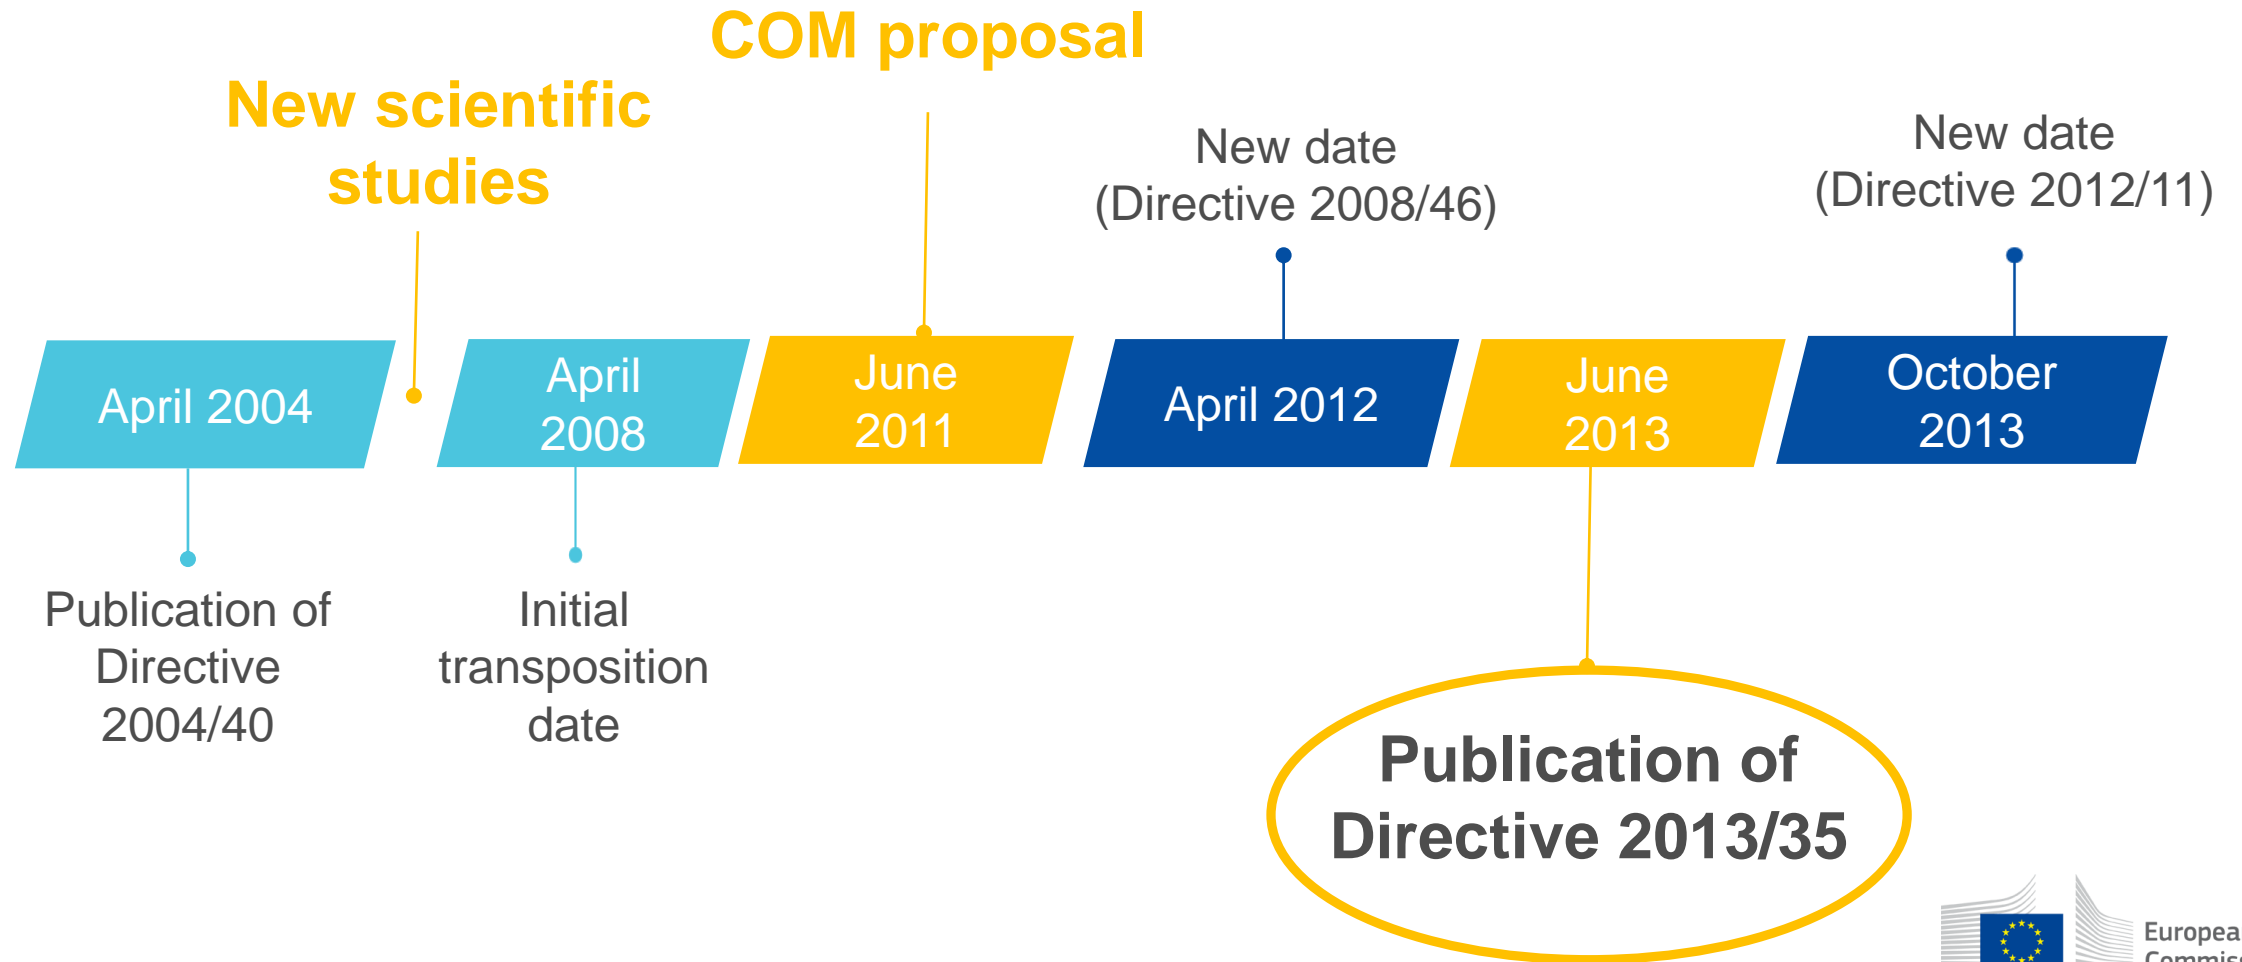 COM proposal
New scientific
studies
New date
(Directive 2008/46)
New date
(Directive 2012/11)
April 2004
April
2008
June
2011
April 2012
June
2013
October
2013
Publication of
Directive
2004/40
Initial
transposition
date
Publication of
Directive 2013/35